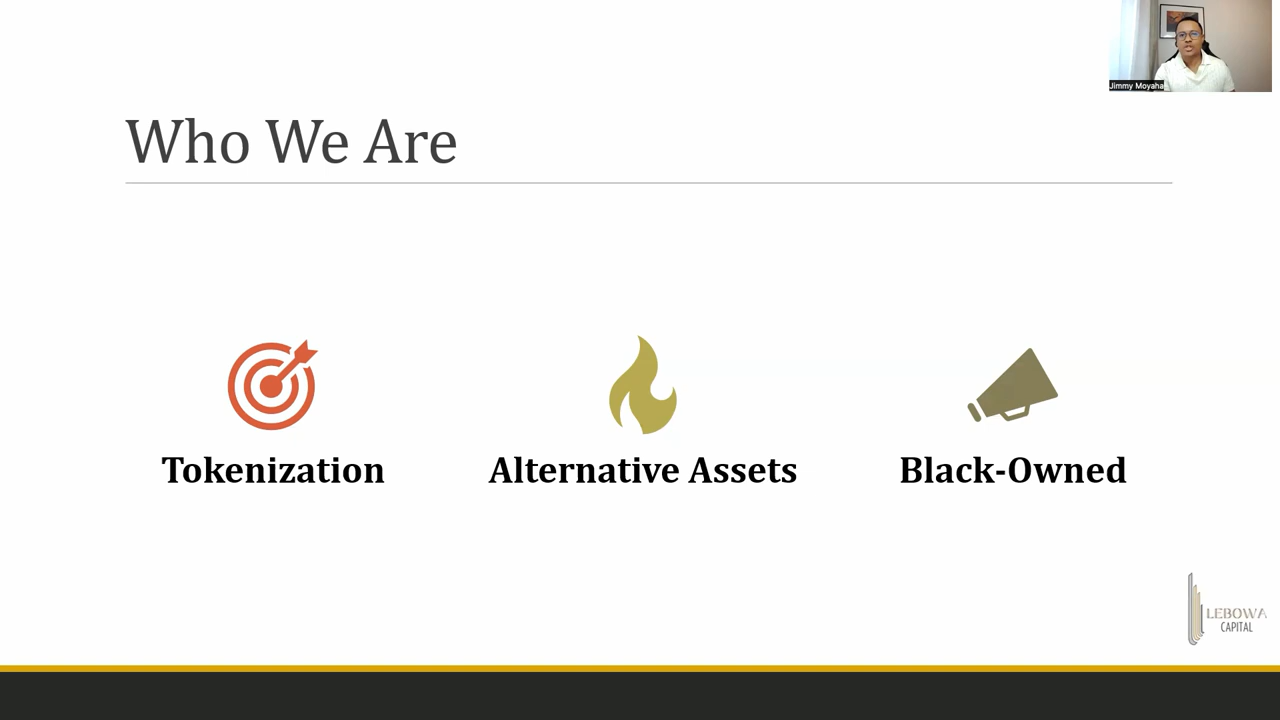 Jimmy Moyaha
Who We Are
Tokenization
Alternative Assets
Black-Owned
LEBOWA
CAPITAL